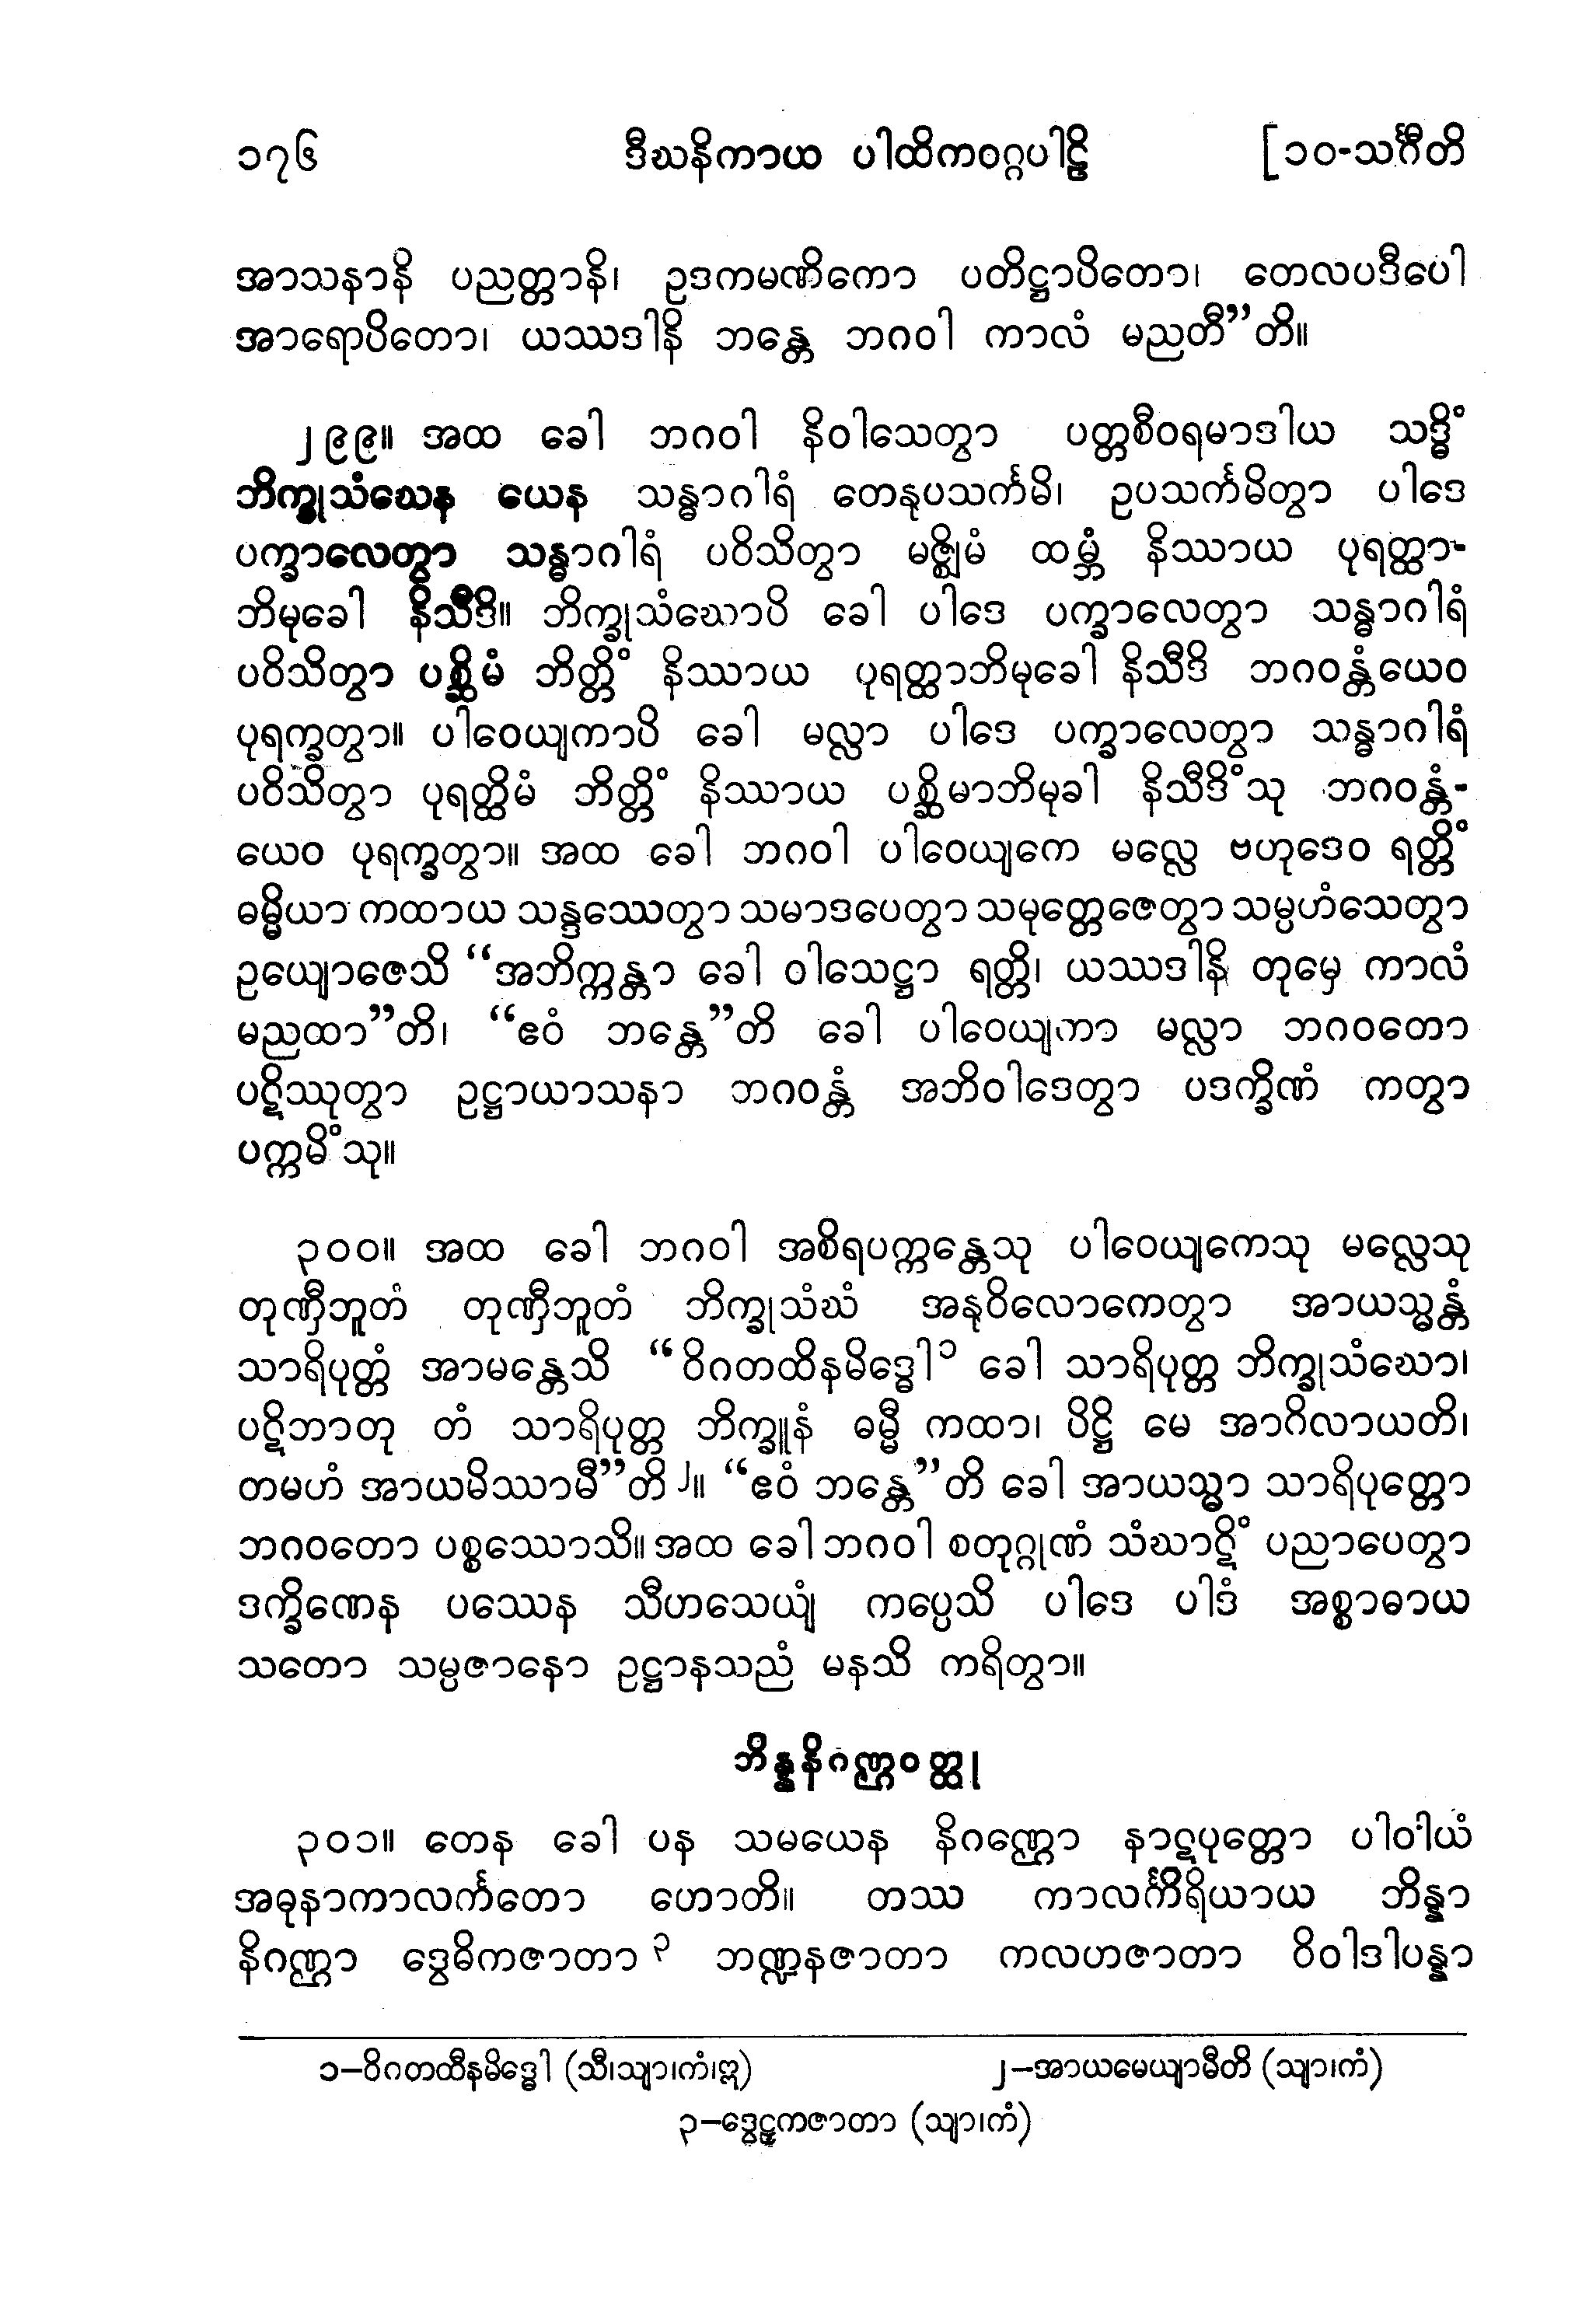 ၁၇၆ ဒီဃနိကာယ ပါထိကဝဂ္ဂပါဠိ [၁၀-သင်္ဂီတိ
အာသနာနိ ပညတ္တာနိ၊ ဥဒကမဏိကော ပတိဋ္ဌာပိတော၊ တေလပဒီပေါ
အာရောပိတော၊ ယဿဒါနိ ဘန္တေ ဘဂဝါ ကာလံ မညတီ”တိ။
၂၉၉။ အထ ခေါ ဘဂဝါ နိဝါသေတွာ ပတ္တစီဝရမာဒါယ သဒ္ဓိံ
ဘိက္ခုသံဃေန ယေန သန္ဓာဂါရံ တေနုပသင်္ကမိ၊ ဥပသင်္ကမိတွာ ပါဒေ
ပက္ခာလေတွာ သန္ဓာဂါရံ ပဝိသိတွာ မဇ္ဈိမံ ထမ္ဘံ နိဿာယ ပုရတ္ထာ-
ဘိမုခေါ နိသီဒိ။ ဘိက္ခုသံဃောပိ ခေါ ပါဒေ ပက္ခာလေတွာ သန္ဓာဂါရံ
ပဝိသိတွာ ပစ္ဆိမံ ဘိတ္တိံ နိဿာယ ပုရတ္ထာဘိမုခေါ နိသီဒိ ဘဂဝန္တံယေဝ
ပုရက္ခတွာ။ ပါဝေယျကာပိ ခေါ မလ္လာ ပါဒေ ပက္ခာလေတွာ သန္ဓာဂါရံ
ပဝိသိတွာ ပုရတ္ထိမံ ဘိတ္တိံ နိဿာယ ပစ္ဆိမာဘိမုခါ နိသီဒိံသု ဘဂဝန္တံ-
ယေဝ ပုရက္ခတွာ။ အထ ခေါ ဘဂဝါ ပါဝေယျကေ မလ္လေ ဗဟုဒေဝ ရတ္တိံ
ဓမ္မိယာ ကထာယ သန္ဒဿေတွာ သမာဒပေတွာ သမုတ္တေဇေတွာ သမ္ပဟံသေတွာ
ဥယျောဇေသိ “အဘိက္ကန္တာ ခေါ ဝါသေဋ္ဌာ ရတ္တိ၊ ယဿဒါနိ တုမှေ ကာလံ
မညထာ”တိ၊ “ဧဝံ ဘန္တေ”တိ ခေါ ပါဝေယျကာ မလ္လာ ဘဂဝတော
ပဋိဿုတွာ ဥဋ္ဌာယာသနာ ဘဂဝန္တံ အဘိဝါဒေတွာ ပဒက္ခိဏံ ကတွာ
ပက္ကမိံသု။
၃၀၀။ အထ ခေါ ဘဂဝါ အစိရပက္ကန္တေသု ပါဝေယျကေသု မလ္လေသု
တုဏှီဘူတံ တုဏှီဘူတံ ဘိက္ခုသံဃံ အနုဝိလောကေတွာ အာယသ္မန္တံ
သာရိပုတ္တံ အာမန္တေသိ “ဝိဂတထိနမိဒ္ဓေါ၁ ခေါ သာရိပုတ္တ ဘိက္ခုသံဃော၊
ပဋိဘာတု တံ သာရိပုတ္တ ဘိက္ခူနံ ဓမ္မီ ကထာ၊ ပိဋ္ဌိ မေ အာဂိလာယတိ၊
တမဟံ အာယမိဿာမီ”တိ၂။ “ဧဝံ ဘန္တေ”တိ ခေါ အာယသ္မာ သာရိပုတ္တော
ဘဂဝတော ပစ္စဿောသိ။ အထ ခေါ ဘဂဝါ စတုဂ္ဂုဏံ သံဃာဋိံ ပညာပေတွာ
ဒက္ခိဏေန ပဿေန သီဟသေယျံ ကပ္ပေသိ ပါဒေ ပါဒံ အစ္စာဓာယ
သတော သမ္ပဇာနော ဥဋ္ဌာနသညံ မနသိ ကရိတွာ။
ဘိန္နနိဂဏ္ဌဝတ္ထု
၃၀၁။ တေန ခေါ ပန သမယေန နိဂဏ္ဌော နာဋပုတ္တော ပါဝါယံ
အဓုနာကာလင်္ကတော ဟောတိ။ တဿ ကာလင်္ကိရိယာယ ဘိန္နာ
နိဂဏ္ဌာ ဒွေဓိကဇာတာ၃ ဘဏ္ဍနဇာတာ ကလဟဇာတာ ဝိဝါဒါပန္နာ
၁–ဝိဂတထီနမိဒ္ဓေါ (သီ၊သျာ၊ကံ၊ဣ) ၂–အာယမေယျာမီတိ (သျာ၊ကံ)
၃–ဒွေဠှကဇာတာ (သျာ၊ကံ)